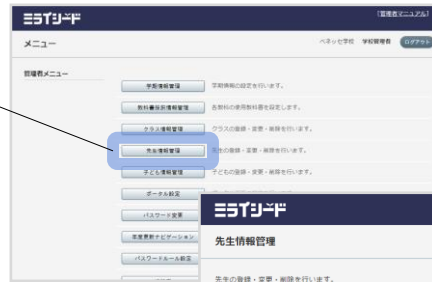 ミライシード
[管理者マニュアル]
メニュー
ベネッセ学校 学校管理者 ログアウト
管理者メニュー
学期情報管理 学期情報の設定を行います。
教科書採択情報管理 各教科の使用教科書を設定します。
クラス情報管理 クラスの登録・変更・削除を行います。
先生情報管理 先生の登録・変更・削除を行います。
子ども情報管理 子どもの登録・変更・削除を行います。
ポータル設定
パスワード変更
年度更新ナビゲーション
パスワードルール設定
ミライシード
先生情報管理
先生の登録・変更・削除を行います。